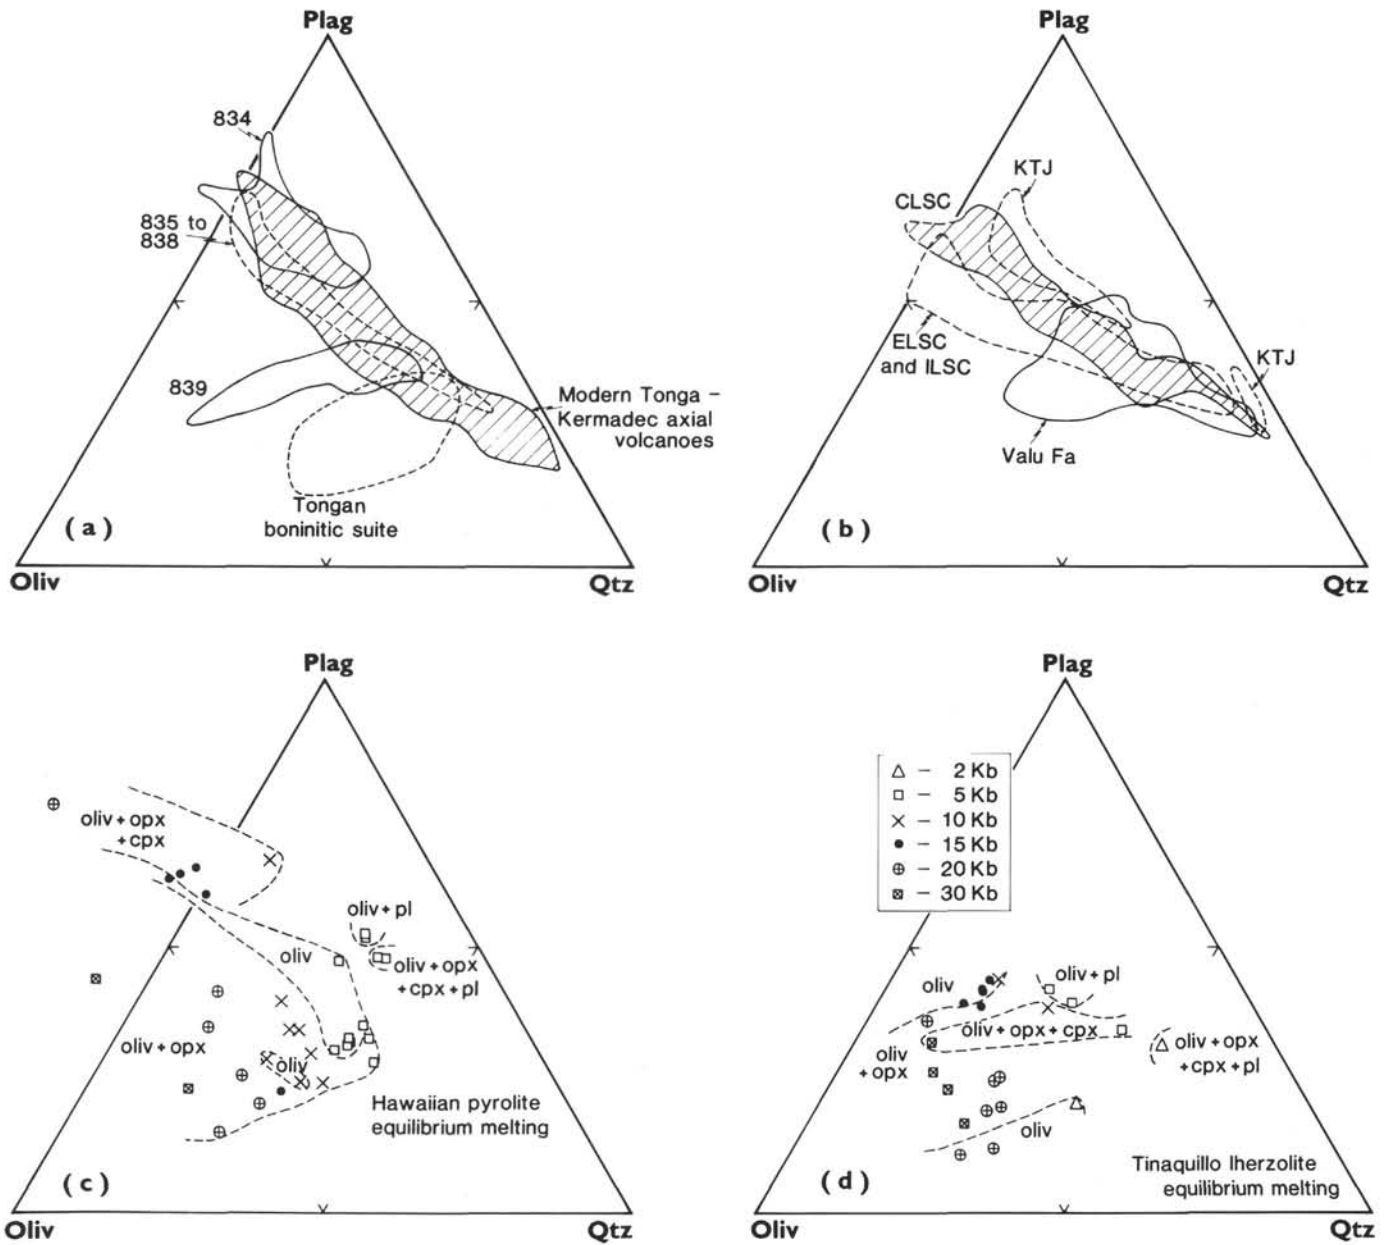 Plag
834
835 to
838
839
Modern Tonga –
Kermadec axial
volcanoes
Tongan
boninitic suite
(a)
Oliv
Qtz
Plag
KTJ
CLSC
ELSC
and ILSC
KTJ
Valu Fa
(b)
Oliv
Qtz
Plag
oliv + opx
+ cpx
oliv + pl
oliv
oliv + opx
+ cpx + pl
oliv + opx
oliv
Hawaiian pyrolite
equilibrium melting
(c)
Oliv
Qtz
Plag
– 2 Kb
– 5 Kb
– 10 Kb
– 15 Kb
– 20 Kb
– 30 Kb
oliv
oliv + pl
oliv + opx + cpx
oliv
+ opx
oliv + opx
+ cpx + pl
oliv
Tinaquillo lherzolite
equilibrium melting
(d)
Oliv
Qtz